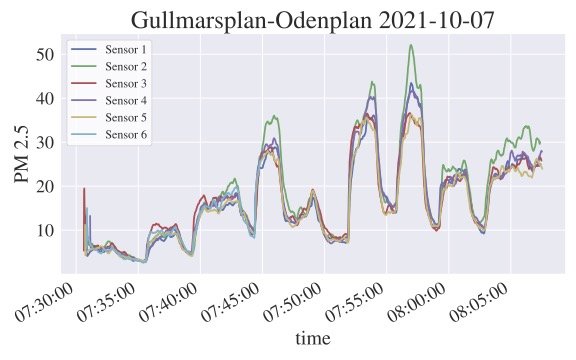 Gullmarsplan-Odenplan 2021-10-07
PM 2.5
50
40
30
20
10
Sensor 1
Sensor 2
Sensor 3
Sensor 4
Sensor 5
Sensor 6
07:30:00
07:35:00
07:40:00
07:45:00
07:50:00
07:55:00
08:00:00
08:05:00
time